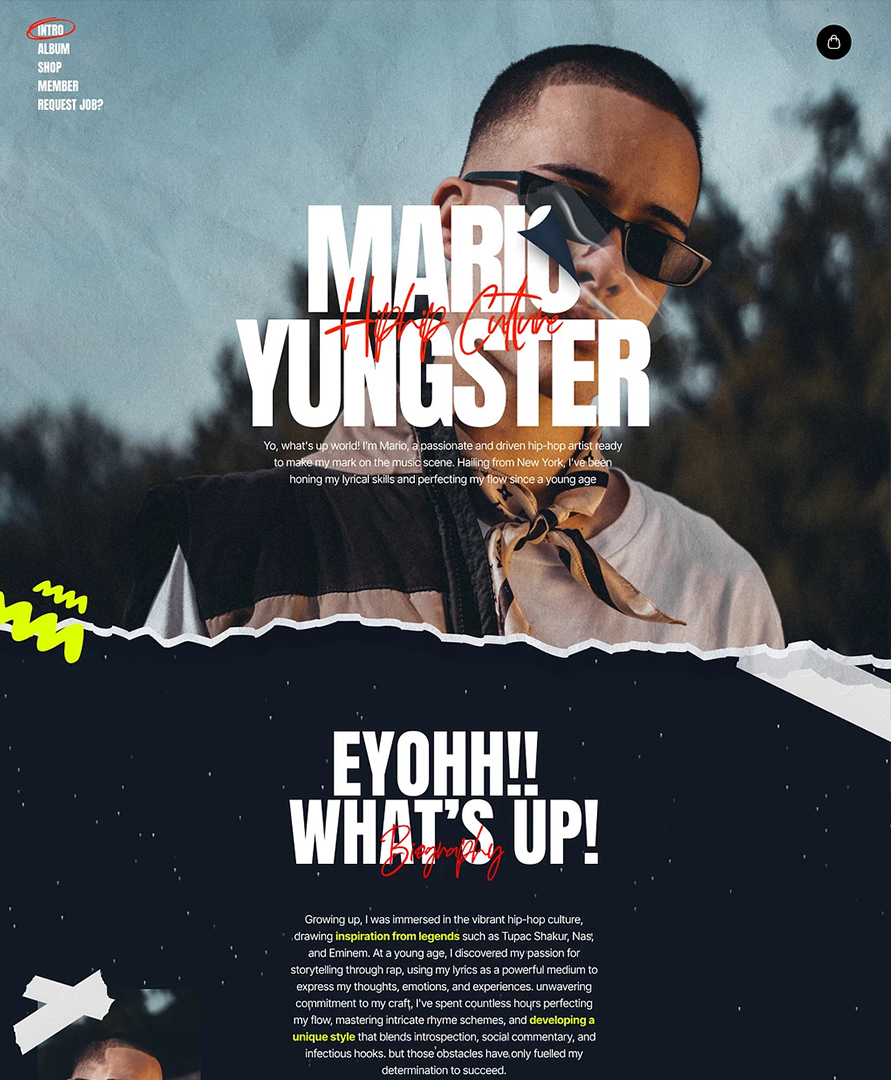 INTRO
ALBUM
SHOP
MEMBER
REQUEST JOB?
MARIO
Hiphip Culture
YUNGSTER
Yo, what's up world! I'm Mario, a passionate and driven hip-hop artist ready
to make my mark on the music scene. Hailing from New York, I've been
honing my lyrical skills and perfecting my flow since a young age
EYOHH!!
WHAT'S UP!
Biography
Growing up, I was immersed in the vibrant hip-hop culture,
drawing inspiration from legends such as Tupac Shakur, Nas,
and Eminem. At a young age, I discovered my passion for
storytelling through rap, using my lyrics as a powerful medium to
express my thoughts, emotions, and experiences. unwavering
commitment to my craft, I've spent countless hours perfecting
my flow, mastering intricate rhyme schemes, and developing a
unique style that blends introspection, social commentary, and
infectious hooks. but those obstacles have only fuelled my
determination to succeed.